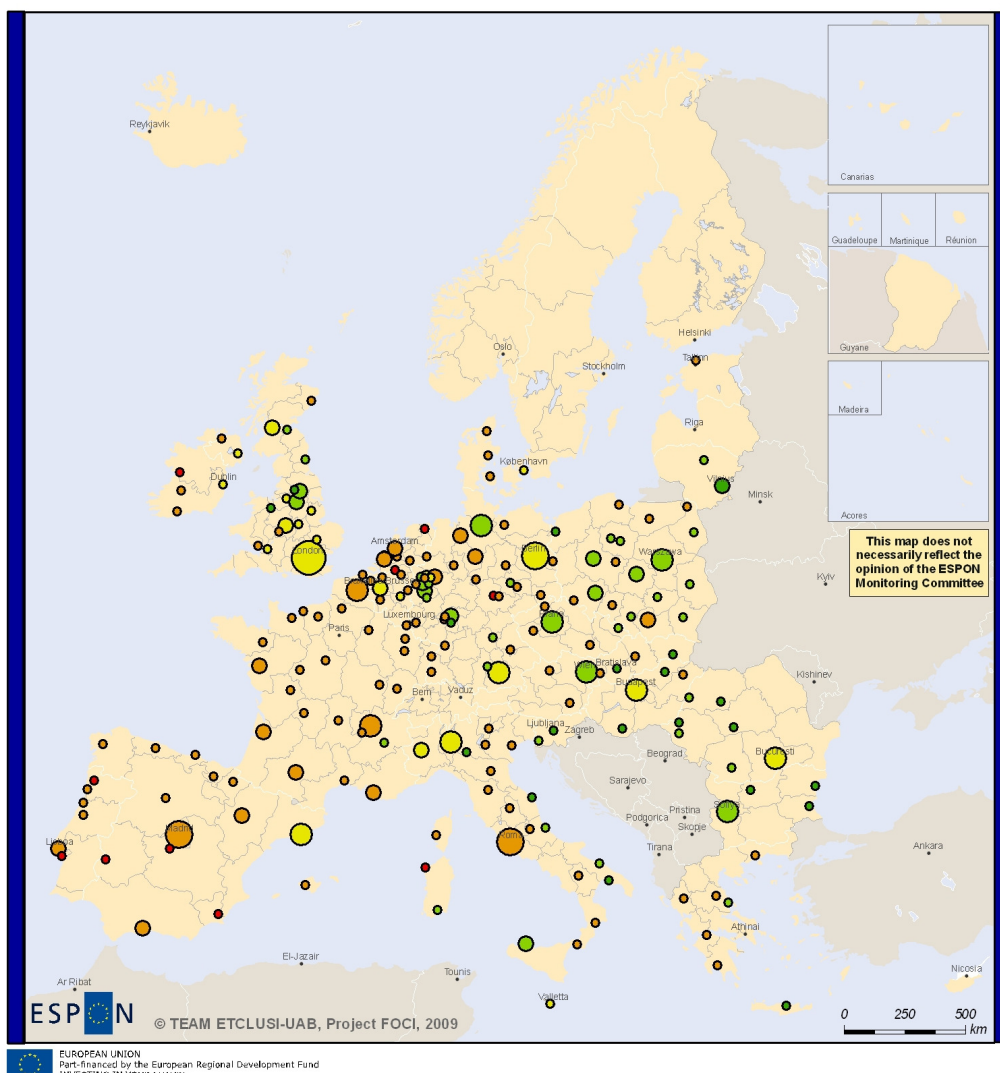 Reykjavik
Canarias
Guadeloupe
Martinique
Réunion
Guyane
Madeira
Acores
This map does not
necessarily reflect the
opinion of the ESPON
Monitoring Committee
Helsinki
Oslo
Tallinn
Stockholm
Riga
København
Dublin
Vilnius
Minsk
Amsterdam
London
Berlin
Warszawa
Kyiv
Luxembourg
Paris
Bratislava
Kishinev
Budapest
Bern
Vaduz
Ljubljana
Zagreb
Beograd
Bucuresti
Sarajevo
Pristina
Podgorica
Skopje
Madrid
Lisboa
Tirana
Ankara
Athinai
El-Jazair
Tounis
Nicosia
Ar Ribat
Valletta
ESPON
© TEAM ETCLUSI-UAB, Project FOCI, 2009
0 250 500
km
EUROPEAN UNION
Part-financed by the European Regional Development Fund